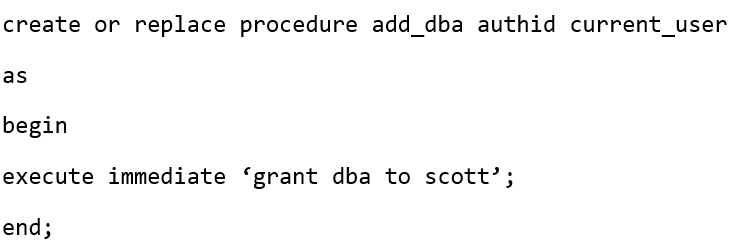 create or replace procedure add_dba authid current_user
as
begin
execute immediate ‘grant dba to scott’;
end;